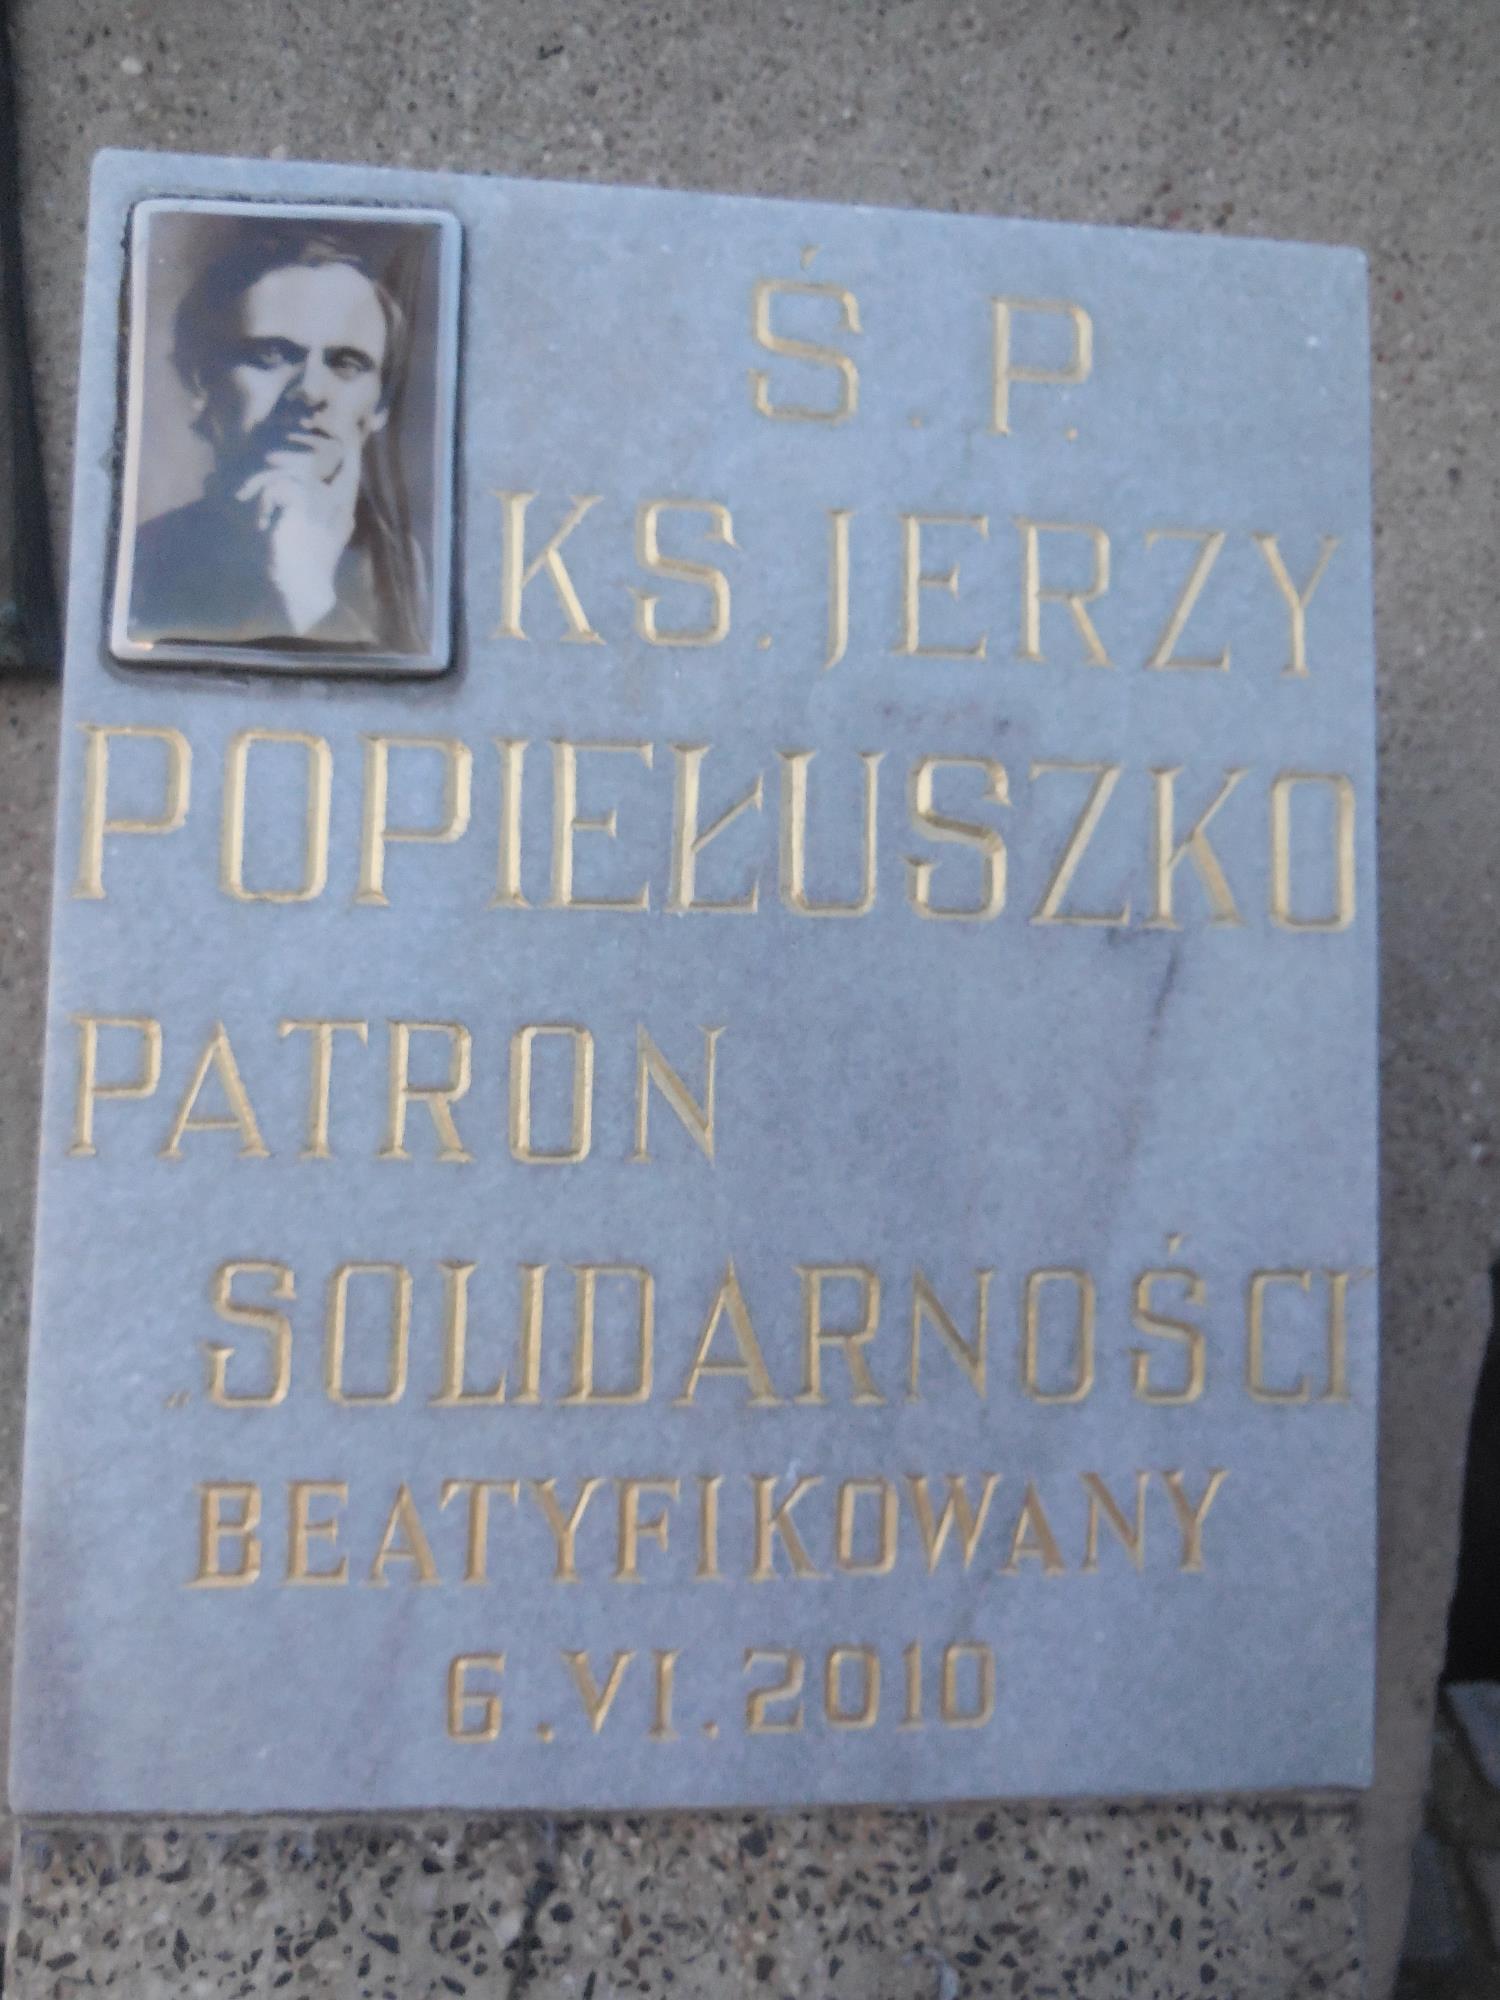 Ś. P.
KS. JERZY
POPIEŁUSZKO
PATRON
„SOLIDARNOŚCI”
BEATYFIKOWANY
6.VI.2010